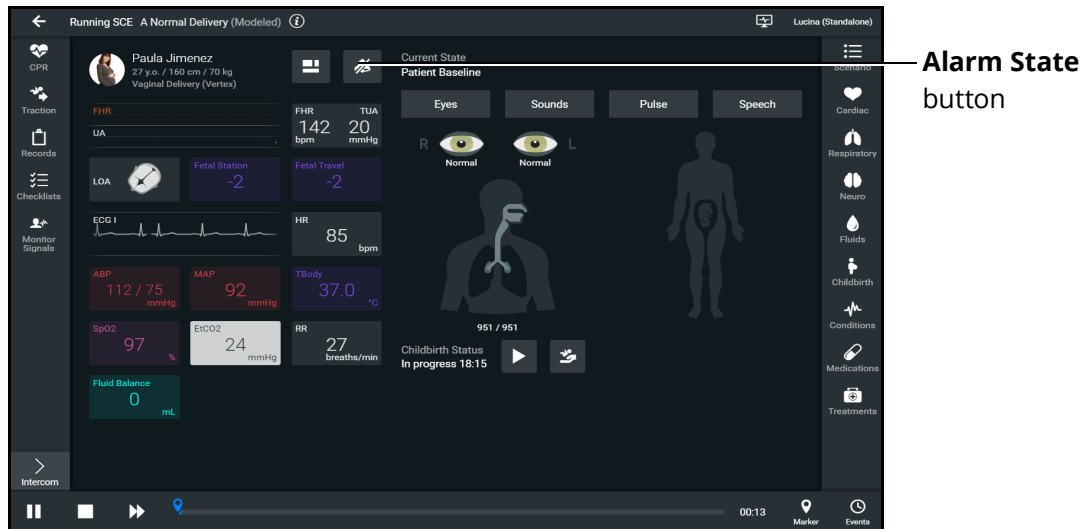 Running SCE A Normal Delivery (Modeled)
Lucina (Standalone)
CPR
Traction
Records
Checklists
Monitor
Signals
Intercom
Paula Jimenez
27 y.o. / 160 cm / 70 kg
Vaginal Delivery (Vertex)
FHR
UA
FHR TUA
142 20
bpm mmHg
LOA
Fetal Station
-2
Fetal Travel
-2
ECG I
HR
85
bpm
ABP
112 / 75
mmHg
MAP
92
mmHg
TBody
37.0
°C
SpO2
97
%
EtCO2
24
mmHg
RR
27
breaths/min
Fluid Balance
0
mL
Current State
Patient Baseline
Eyes
Sounds
Pulse
Speech
R
L
Normal
Normal
951 / 951
Childbirth Status
In progress 18:15
Scenario
Cardiac
Respiratory
Neuro
Fluids
Childbirth
Conditions
Medications
Treatments
00:13
Marker
Events
Alarm State
button